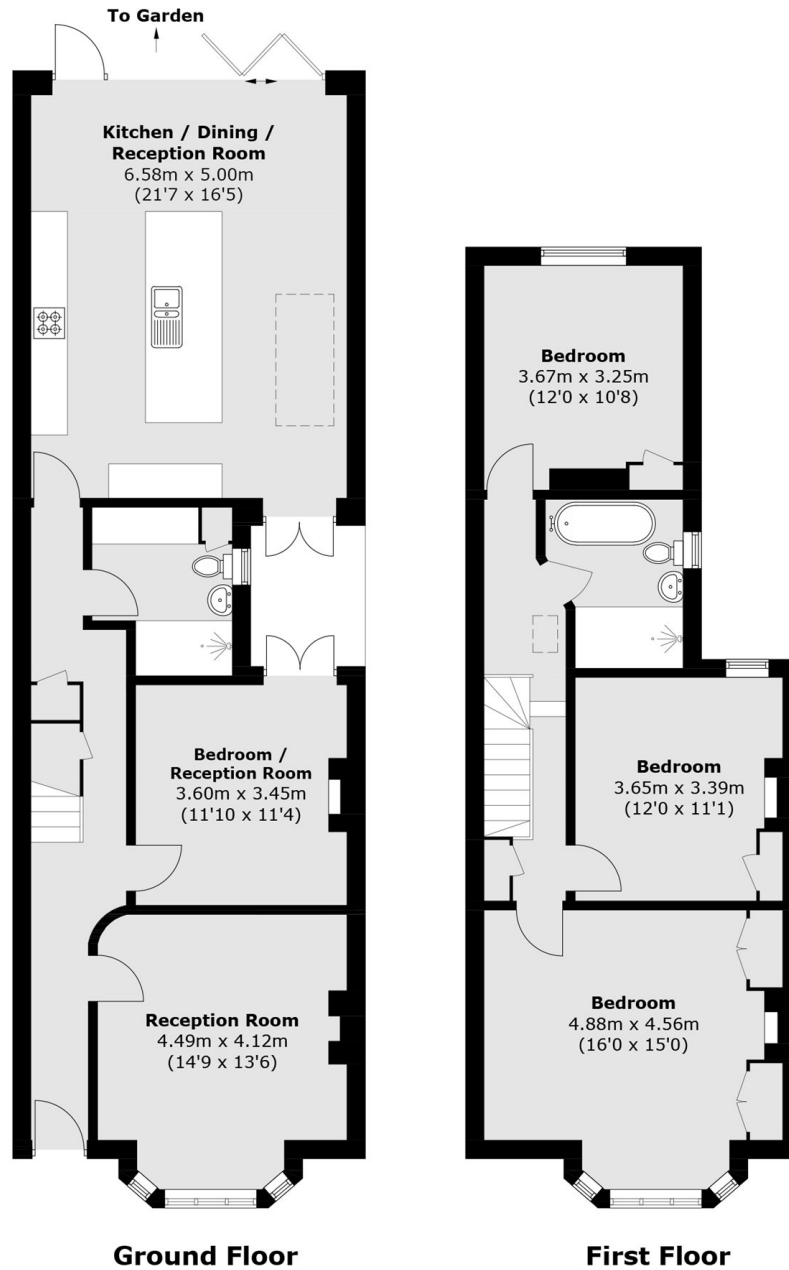 To Garden
Kitchen / Dining /
Reception Room
6.58m x 5.00m
(21'7 x 16'5)
Bedroom /
Reception Room
3.60m x 3.45m
(11'10 x 11'4)
Reception Room
4.49m x 4.12m
(14'9 x 13'6)
Ground Floor
Bedroom
3.67m x 3.25m
(12'0 x 10'8)
Bedroom
3.65m x 3.39m
(12'0 x 11'1)
Bedroom
4.88m x 4.56m
(16'0 x 15'0)
First Floor